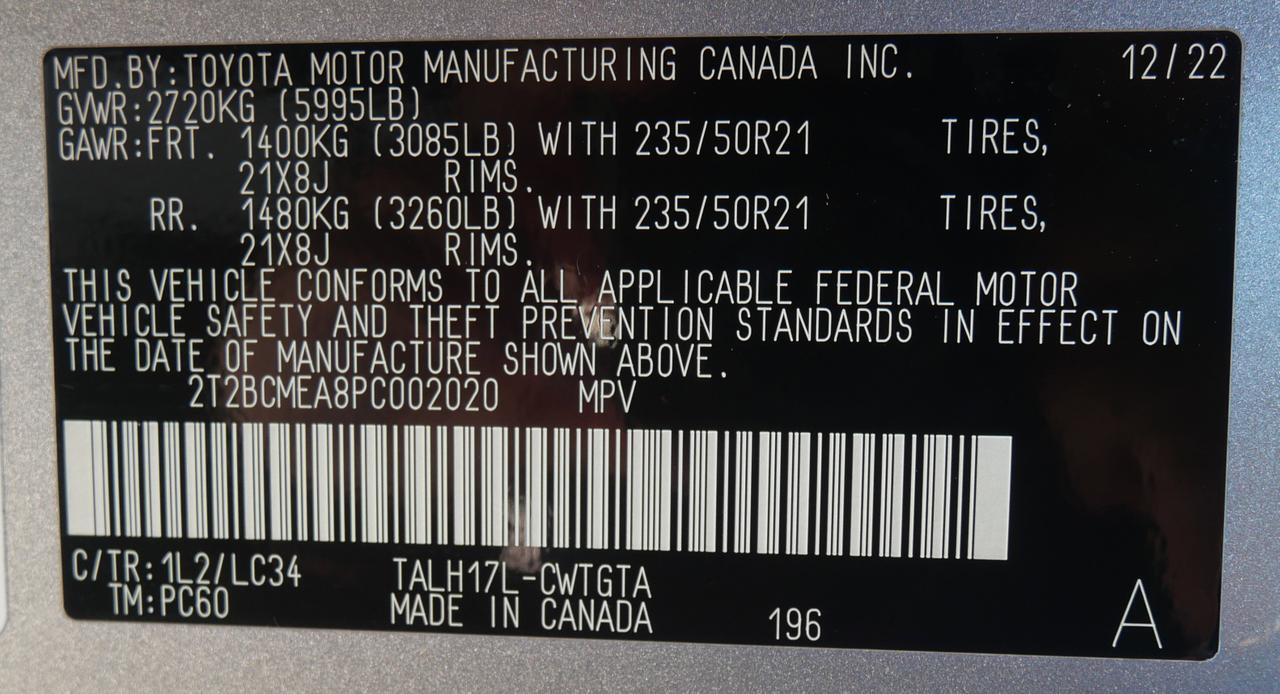 MFD.BY:TOYOTA MOTOR MANUFACTURING CANADA INC. 12/22
GVWR:2720KG (5995LB)
GAWR:FRT. 1400KG (3085LB) WITH 235/50R21 TIRES,
21X8J RIMS.
RR. 1480KG (3260LB) WITH 235/50R21 TIRES,
21X8J RIMS.
THIS VEHICLE CONFORMS TO ALL APPLICABLE FEDERAL MOTOR
VEHICLE SAFETY AND THEFT PREVENTION STANDARDS IN EFFECT ON
THE DATE OF MANUFACTURE SHOWN ABOVE.
2T2BCMEA8PC002020 MPV
C/TR:1L2/LC34 TALH17L-CWTGTA
TM:PC60 MADE IN CANADA 196 A